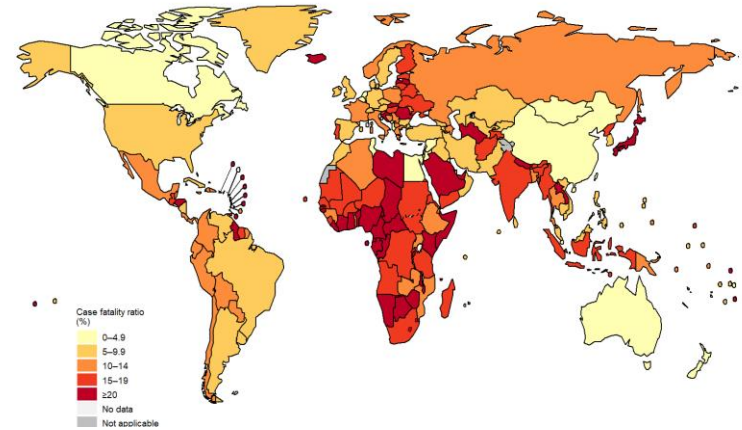 Case fatality ratio
(%)
0–4.9
5–9.9
10–14
15–19
≥20
No data
Not applicable